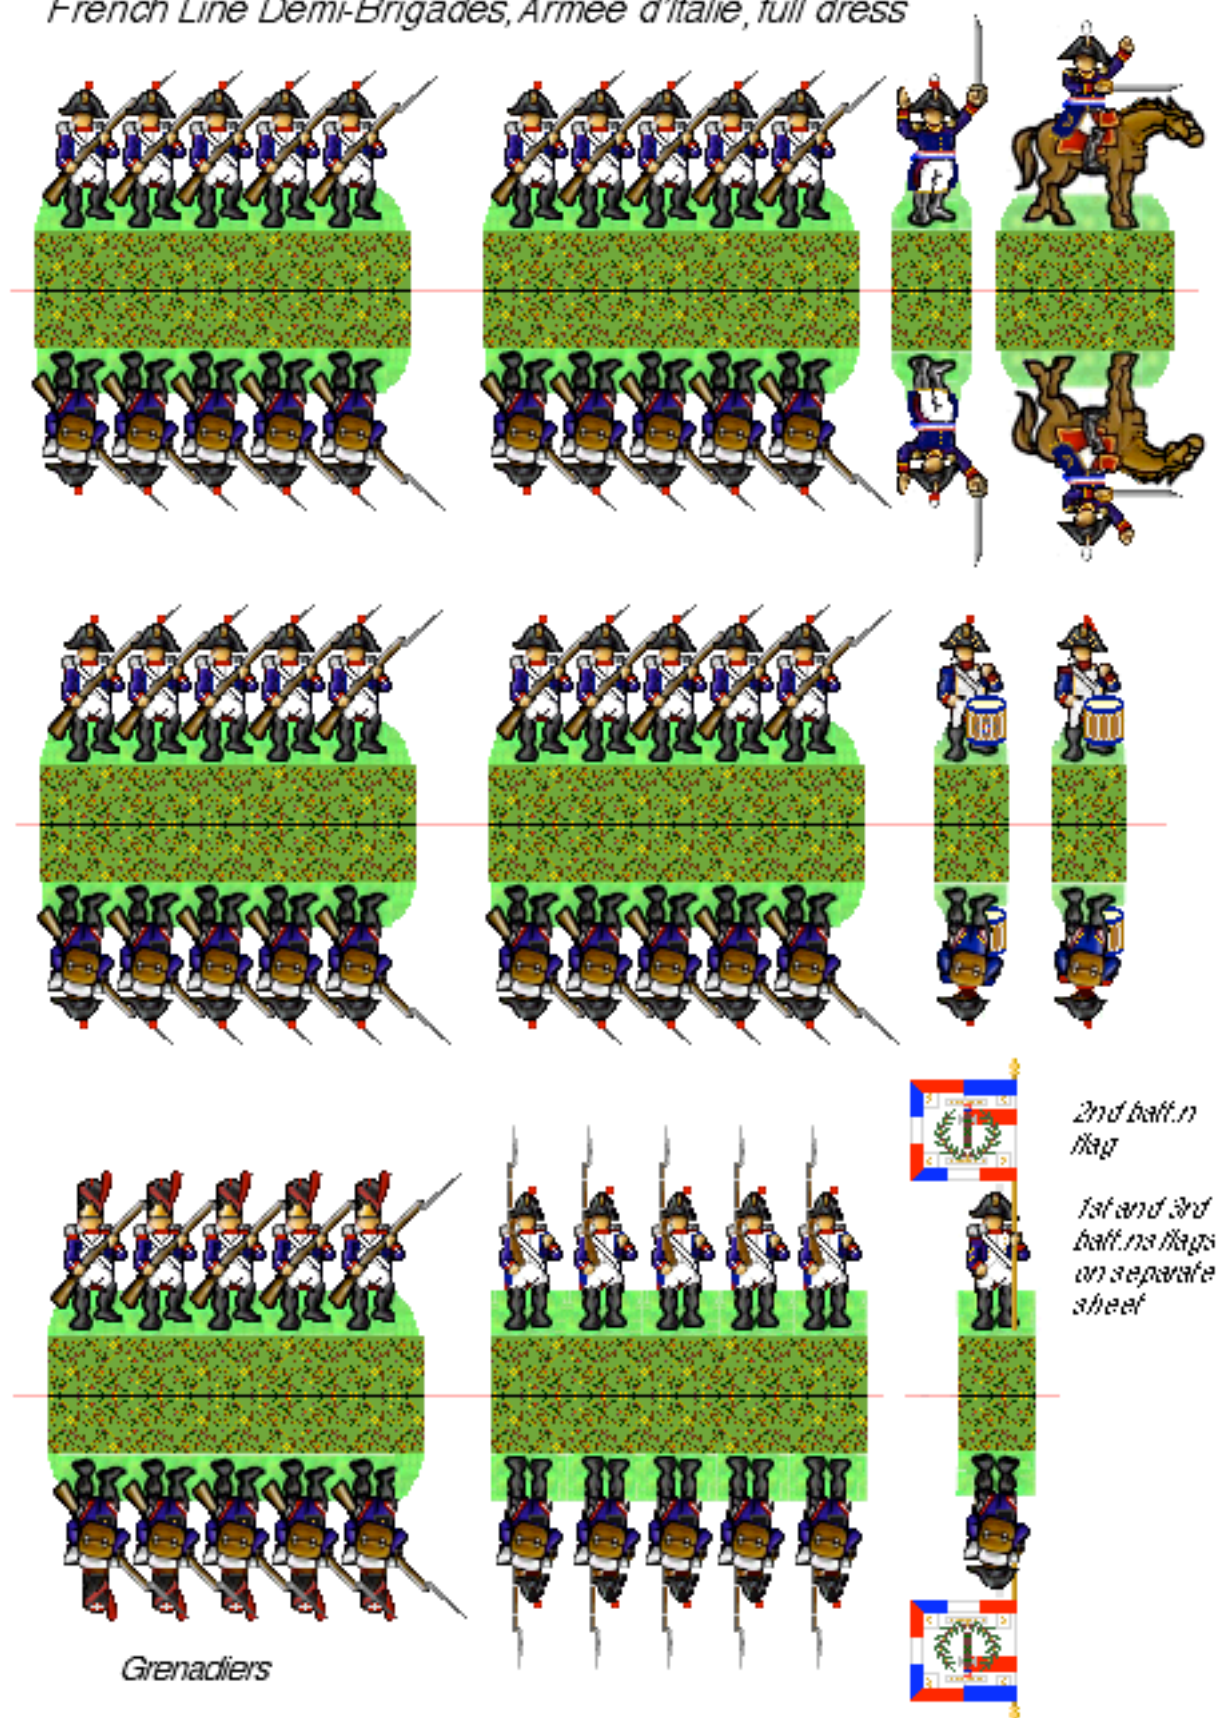 French Line Demi-Brigades, Armée d'Italie, full dress
2nd batt.n
flag
1st and 3rd
batt.ns flags
on separate
sheet
Grenadiers